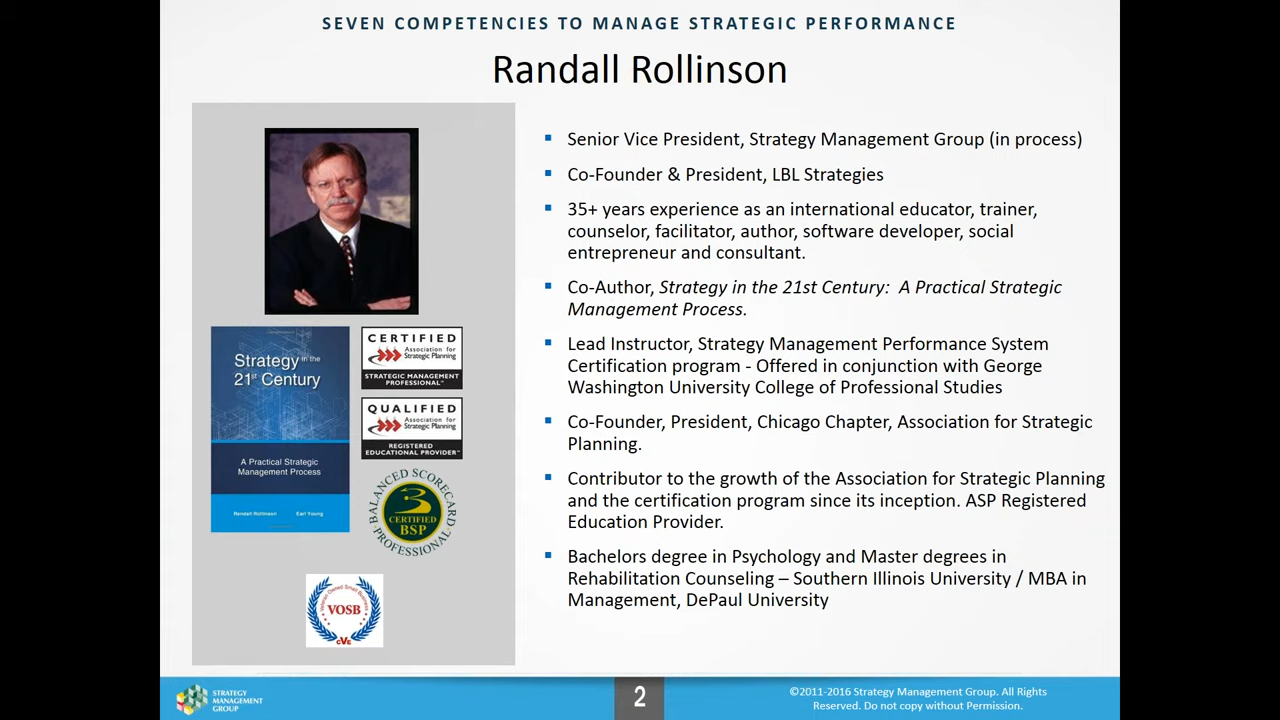 SEVEN COMPETENCIES TO MANAGE STRATEGIC PERFORMANCE
Randall Rollinson
Strategy in the
21st Century
A Practical Strategic
Management Process
Randall Rollinson Earl Young
CERTIFIED
Association for
Strategic Planning
STRATEGIC MANAGEMENT
PROFESSIONAL™
QUALIFIED
Association for
Strategic Planning
REGISTERED
EDUCATIONAL PROVIDER™
BALANCED SCORECARD
CERTIFIED
BSP
PROFESSIONAL
Veteran Owned Small Business
VOSB
CVE
▪ Senior Vice President, Strategy Management Group (in process)
▪ Co-Founder & President, LBL Strategies
▪ 35+ years experience as an international educator, trainer,
counselor, facilitator, author, software developer, social
entrepreneur and consultant.
▪ Co-Author, Strategy in the 21st Century: A Practical Strategic
Management Process.
▪ Lead Instructor, Strategy Management Performance System
Certification program - Offered in conjunction with George
Washington University College of Professional Studies
▪ Co-Founder, President, Chicago Chapter, Association for Strategic
Planning.
▪ Contributor to the growth of the Association for Strategic Planning
and the certification program since its inception. ASP Registered
Education Provider.
▪ Bachelors degree in Psychology and Master degrees in
Rehabilitation Counseling – Southern Illinois University / MBA in
Management, DePaul University
STRATEGY
MANAGEMENT
GROUP
2
©2011-2016 Strategy Management Group. All Rights
Reserved. Do not copy without Permission.